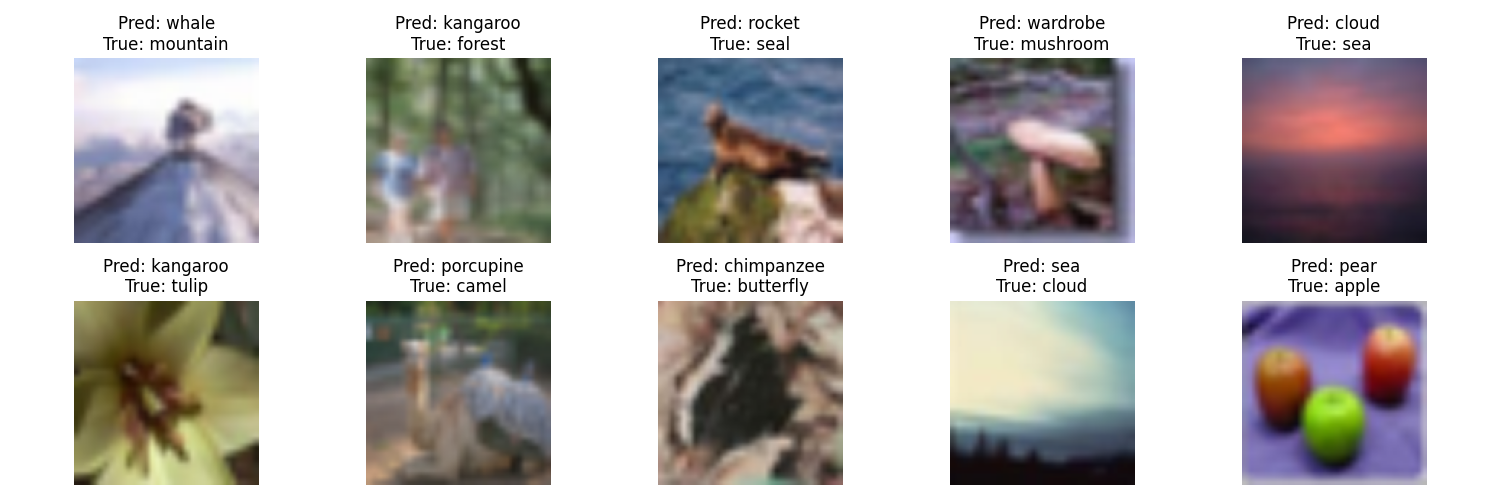 Pred: whale
True: mountain
Pred: kangaroo
True: forest
Pred: rocket
True: seal
Pred: wardrobe
True: mushroom
Pred: cloud
True: sea
Pred: kangaroo
True: tulip
Pred: porcupine
True: camel
Pred: chimpanzee
True: butterfly
Pred: sea
True: cloud
Pred: pear
True: apple